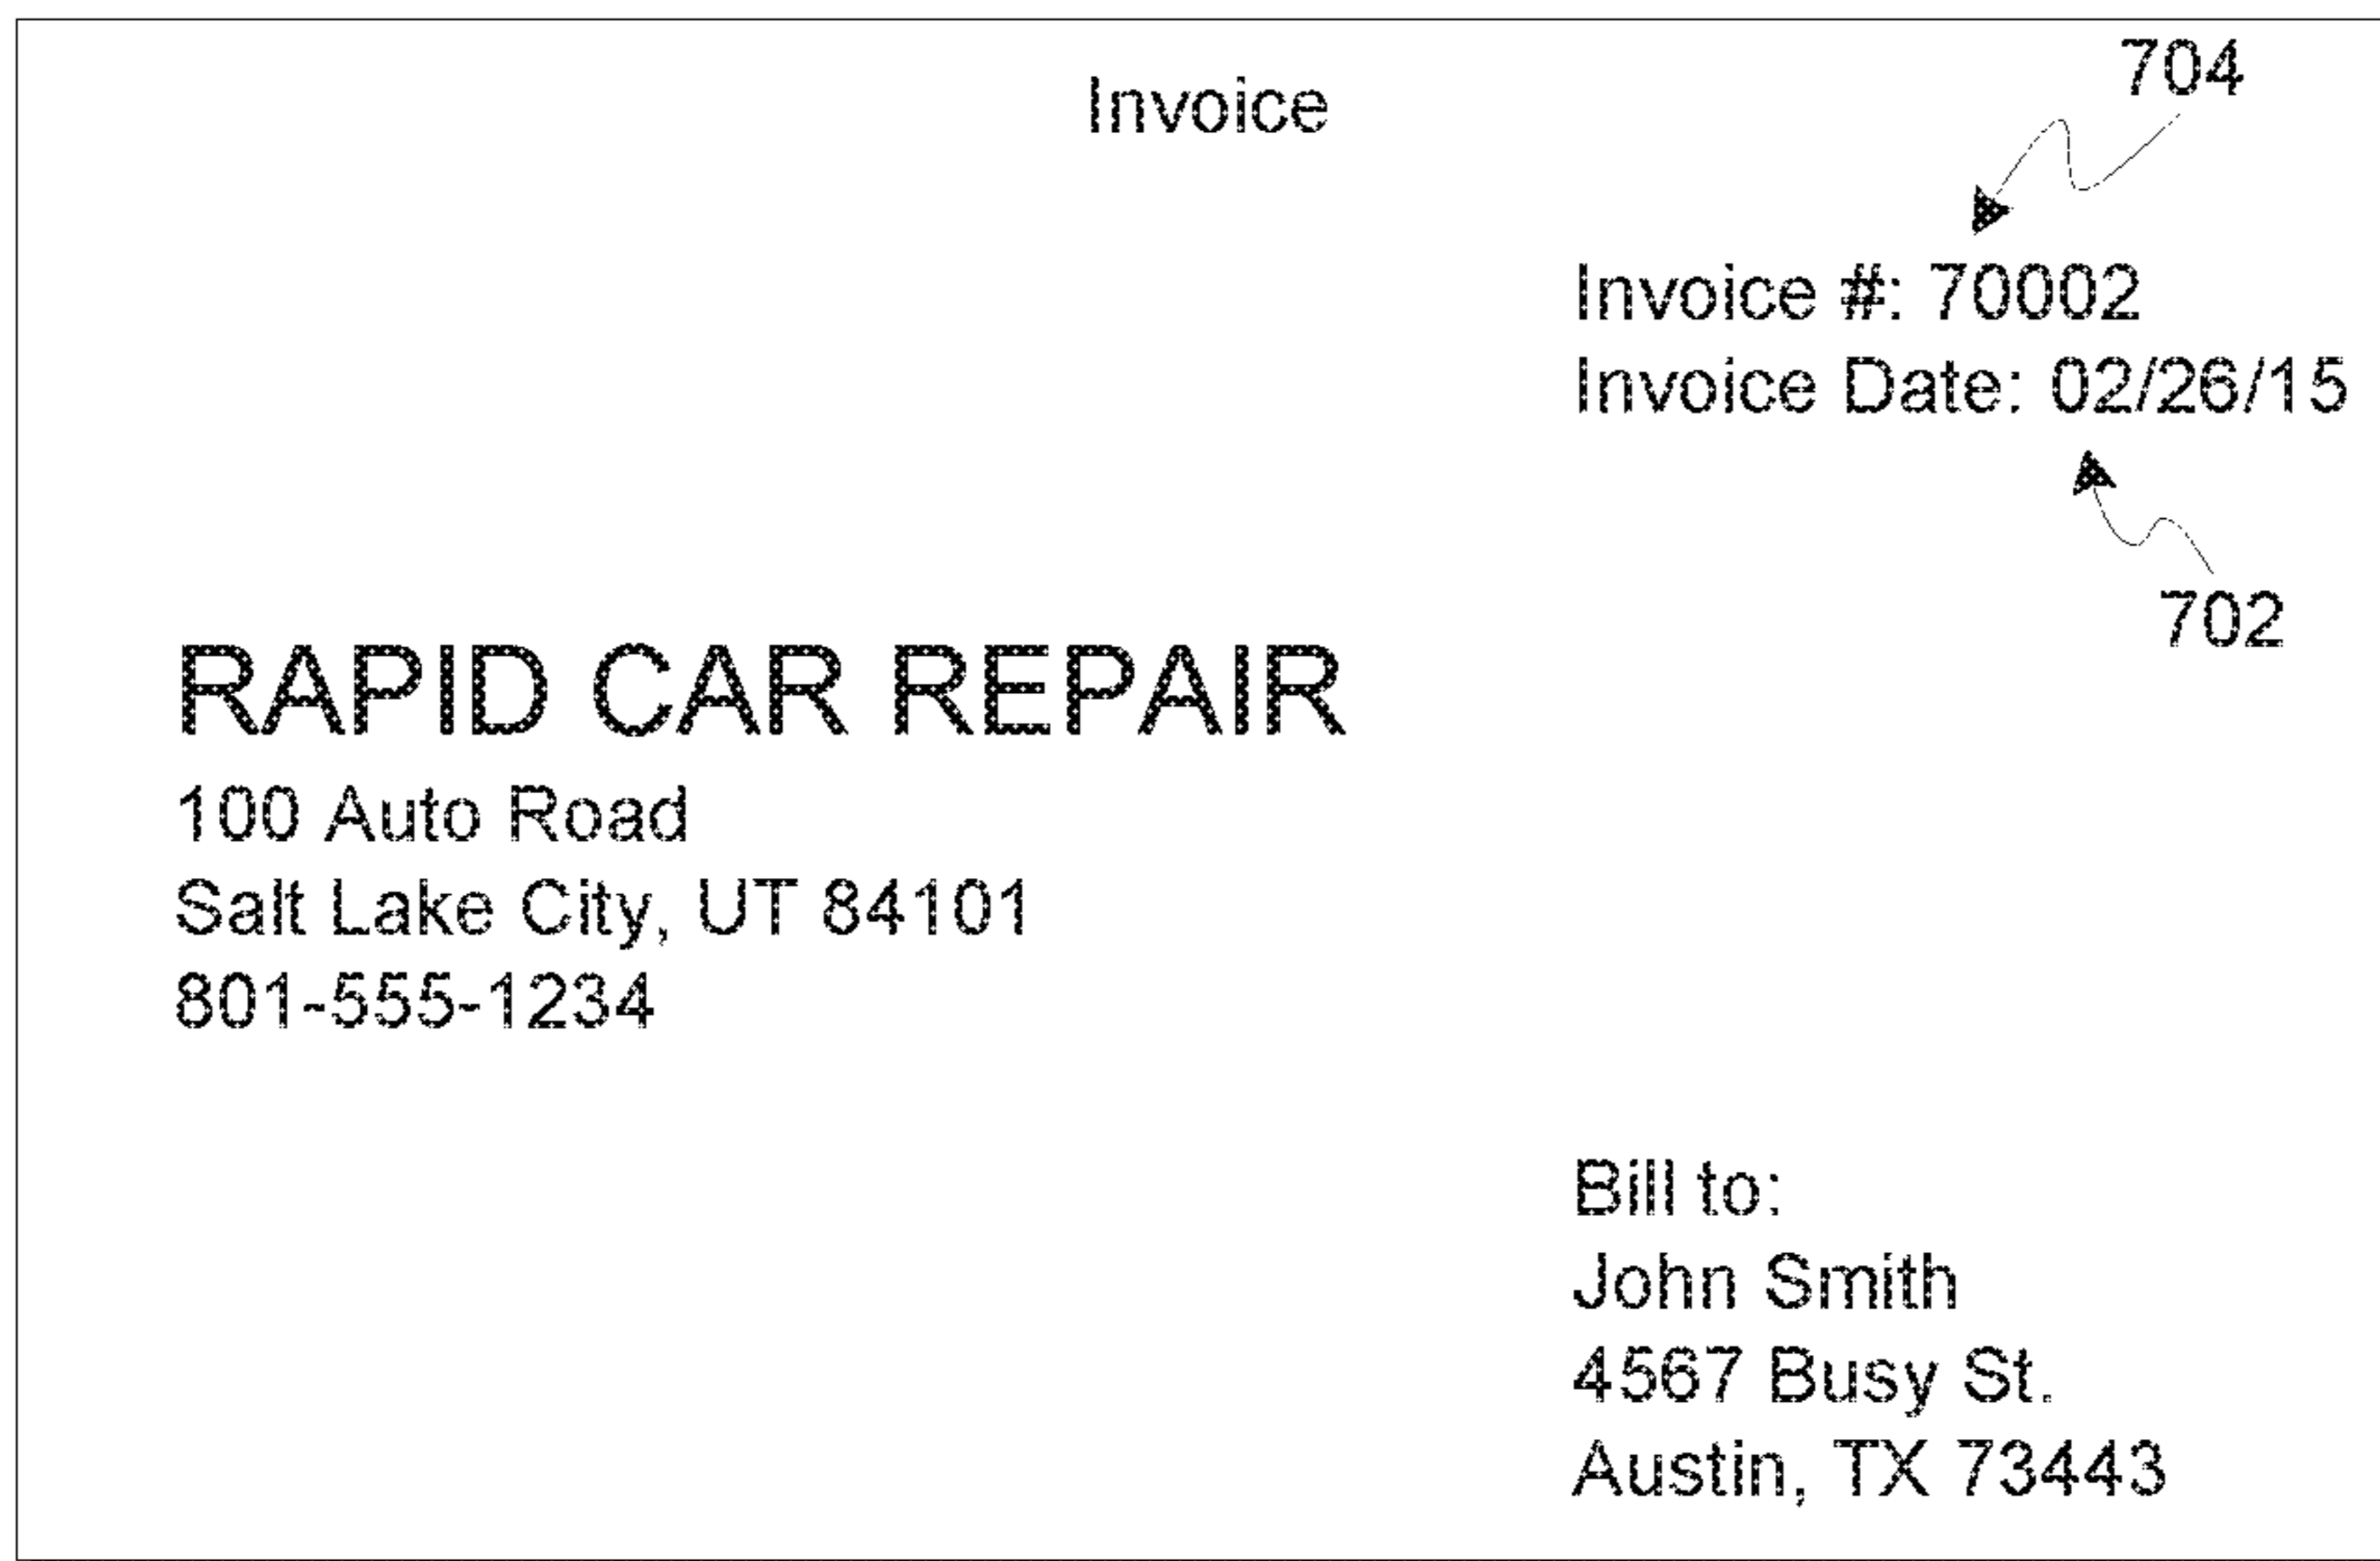 Invoice
704
Invoice #: 70002
Invoice Date: 02/26/15
702
RAPID CAR REPAIR
100 Auto Road
Salt Lake City, UT 84101
801-555-1234
Bill to:
John Smith
4567 Busy St.
Austin, TX 73443